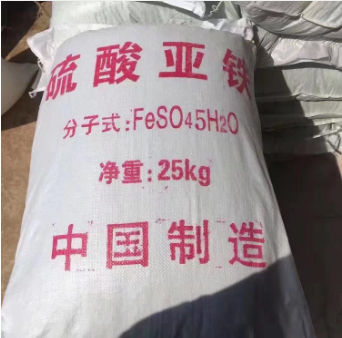 硫酸亚铁
分子式:FeSO45H2O
净重:25kg
中国制造